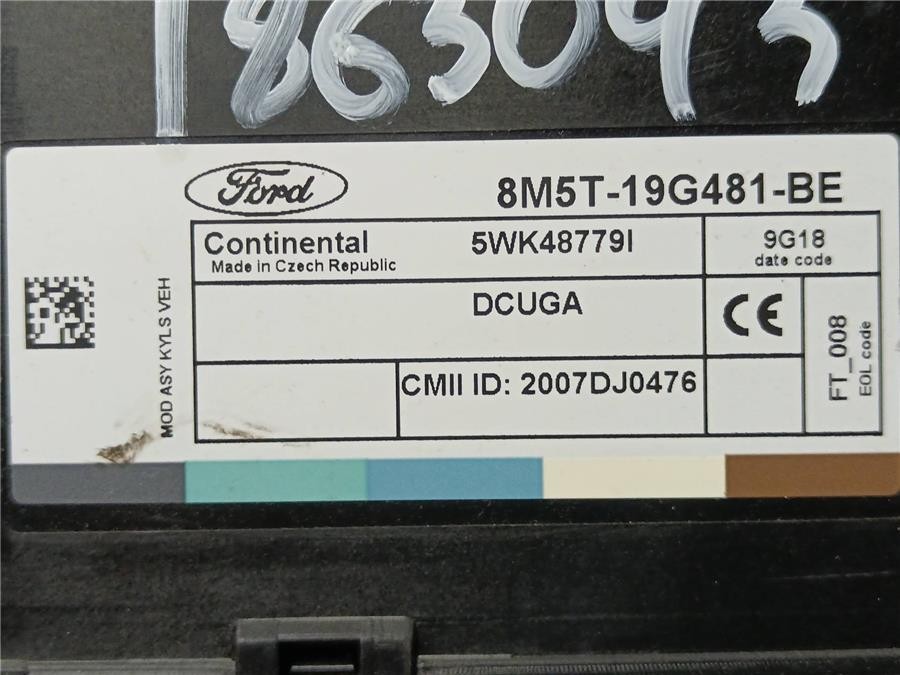 18630435
Ford
8M5T-19G481-BE
Continental
Made in Czech Republic
5WK48779I
9G18
date code
MOD ASY KYLS VEH
DCUGA
CE
FT_008
EOL code
CMII ID: 2007DJ0476